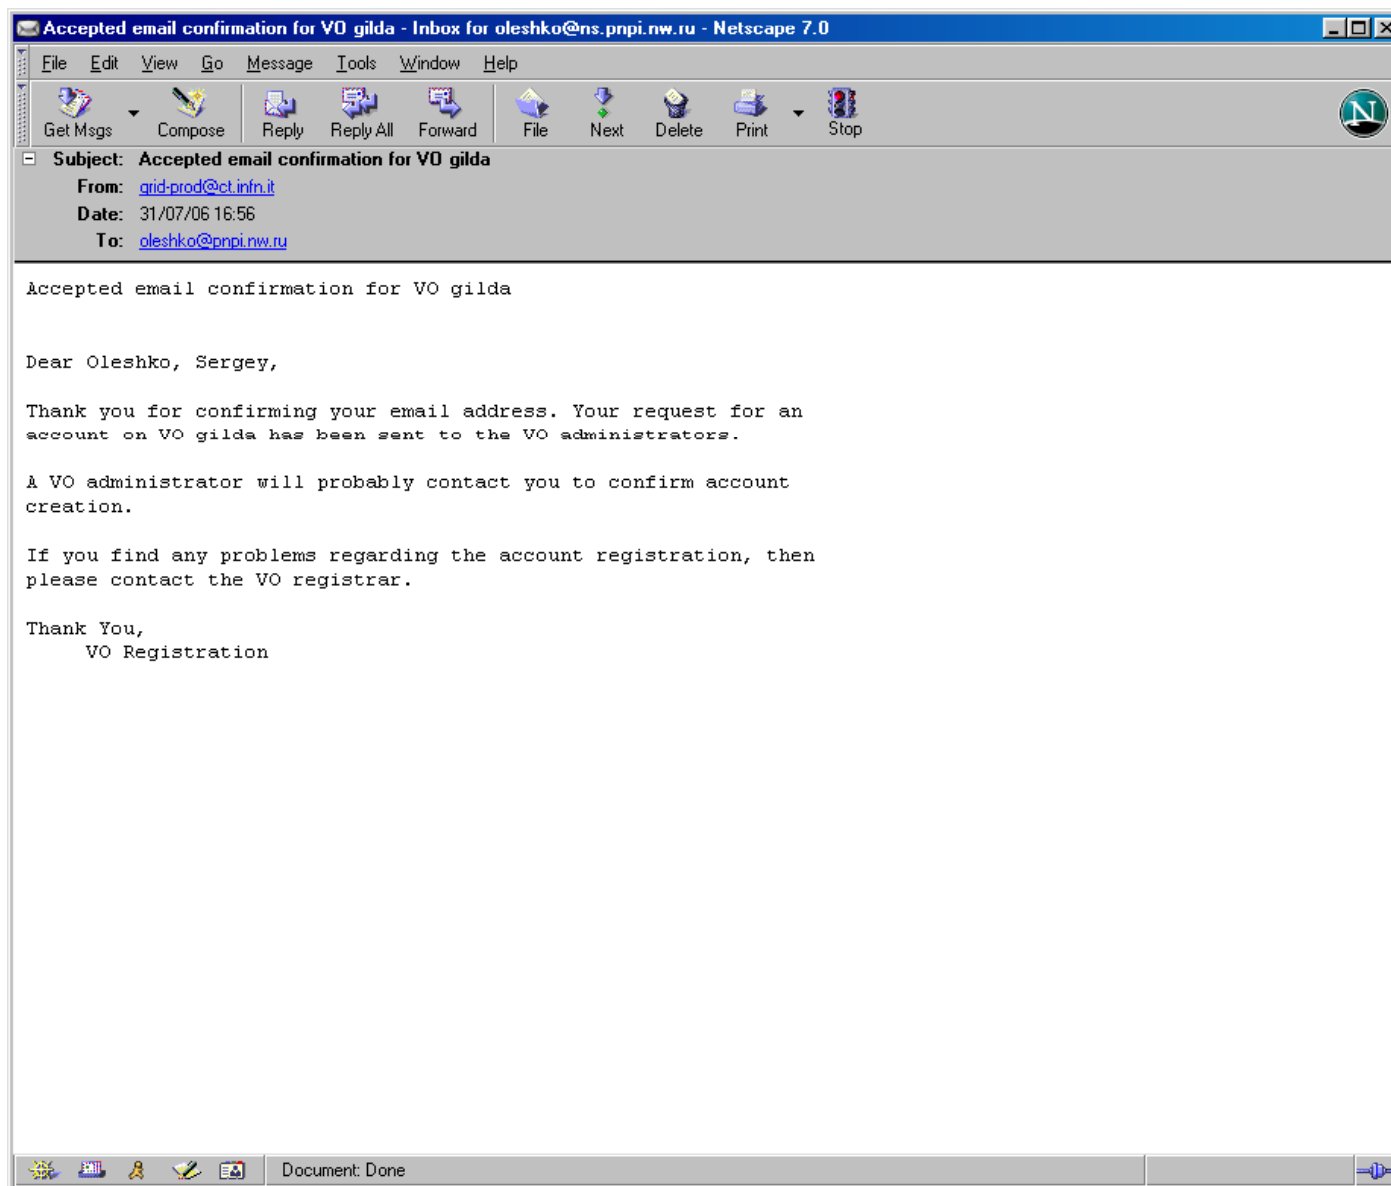 Accepted email confirmation for VO gilda - Inbox for oleshko@ns.pnpi.nw.ru - Netscape 7.0
File Edit View Go Message Tools Window Help
Get Msgs Compose Reply Reply All Forward File Next Delete Print Stop
N
Subject: Accepted email confirmation for VO gilda
From: grid-prod@ct.infn.it
Date: 31/07/06 16:56
To: oleshko@pnpi.nw.ru
Accepted email confirmation for VO gilda
Dear Oleshko, Sergey,
Thank you for confirming your email address. Your request for an
account on VO gilda has been sent to the VO administrators.
A VO administrator will probably contact you to confirm account
creation.
If you find any problems regarding the account registration, then
please contact the VO registrar.
Thank You,
VO Registration
Document: Done